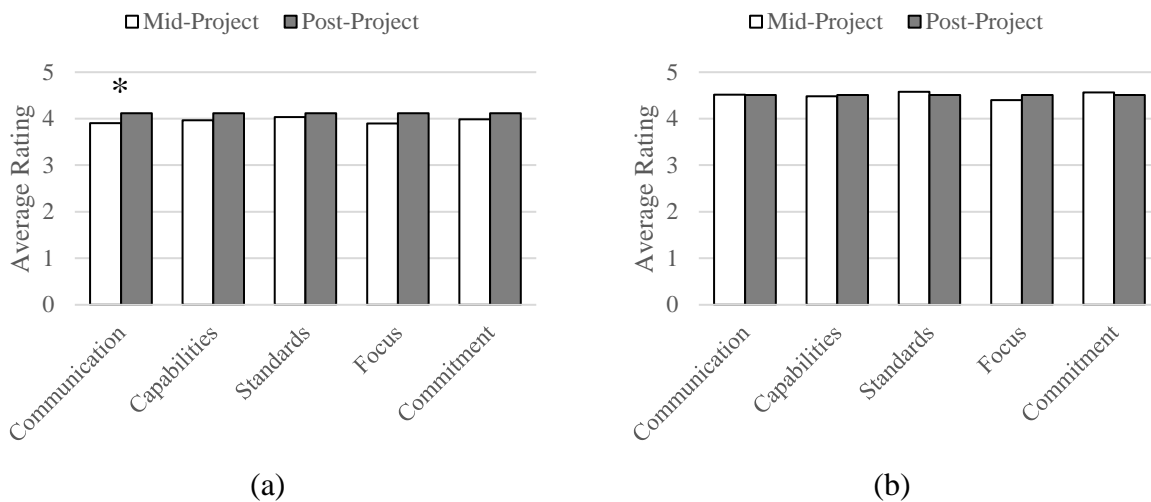 Mid-Project Post-Project
5
4
3
2
1
0
Average Rating
*
Communication
Capabilities
Standards
Focus
Commitment
(a)
Mid-Project Post-Project
5
4
3
2
1
0
Average Rating
Communication
Capabilities
Standards
Focus
Commitment
(b)